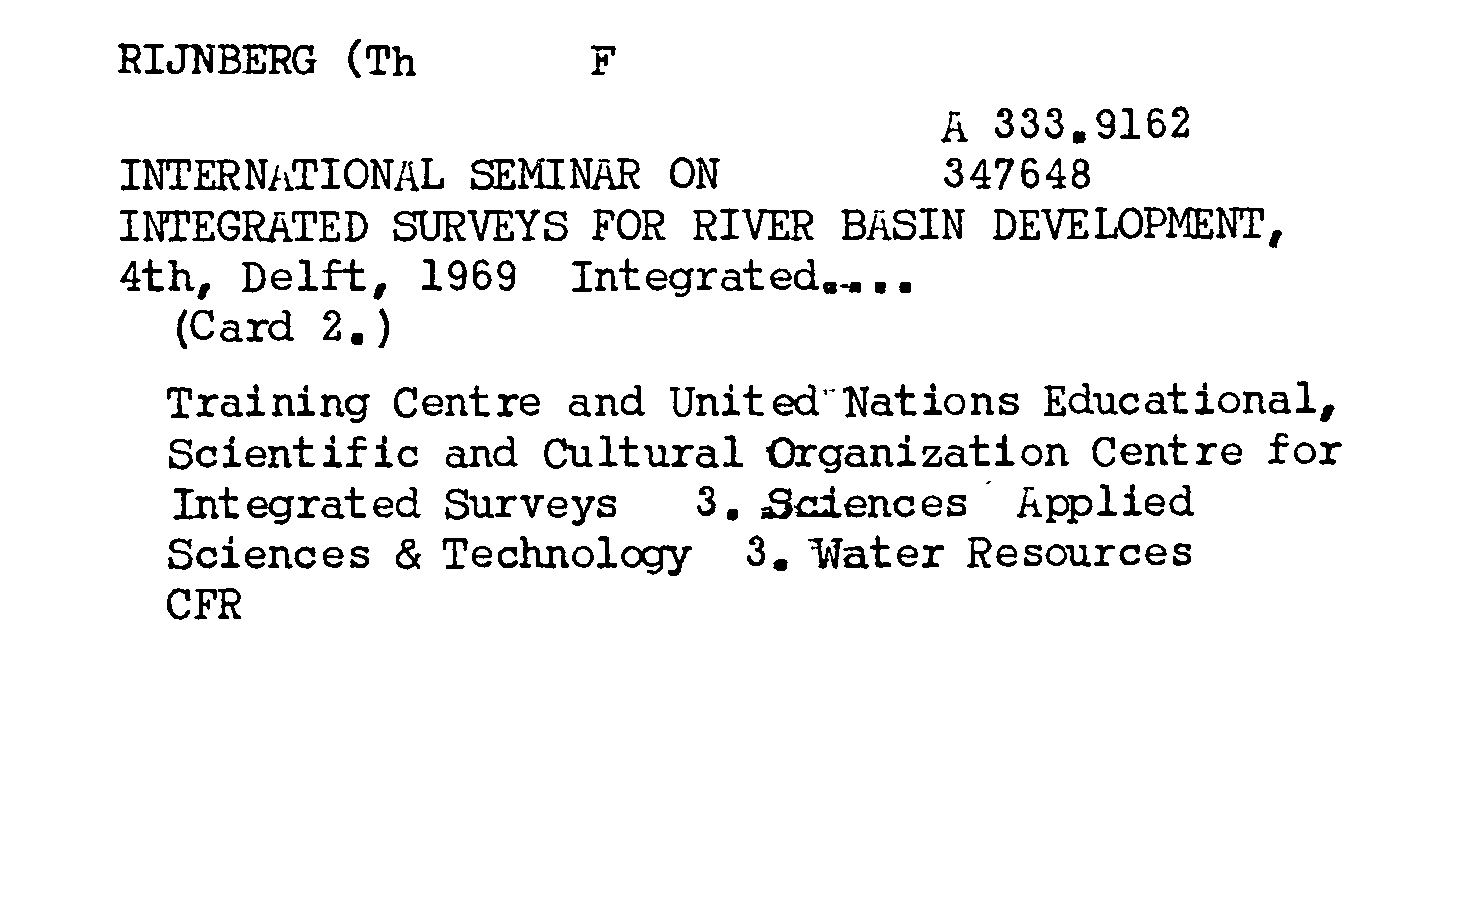 RIJNBERG (Th F
A 333.9162
INTERNATIONAL SEMINAR ON 347648
INTEGRATED SURVEYS FOR RIVER BASIN DEVELOPMENT,
4th, Delft, 1969 Integrated....
(Card 2.)
Training Centre and United Nations Educational,
Scientific and Cultural Organization Centre for
Integrated Surveys 3. Sciences Applied
Sciences & Technology 3. Water Resources
CFR